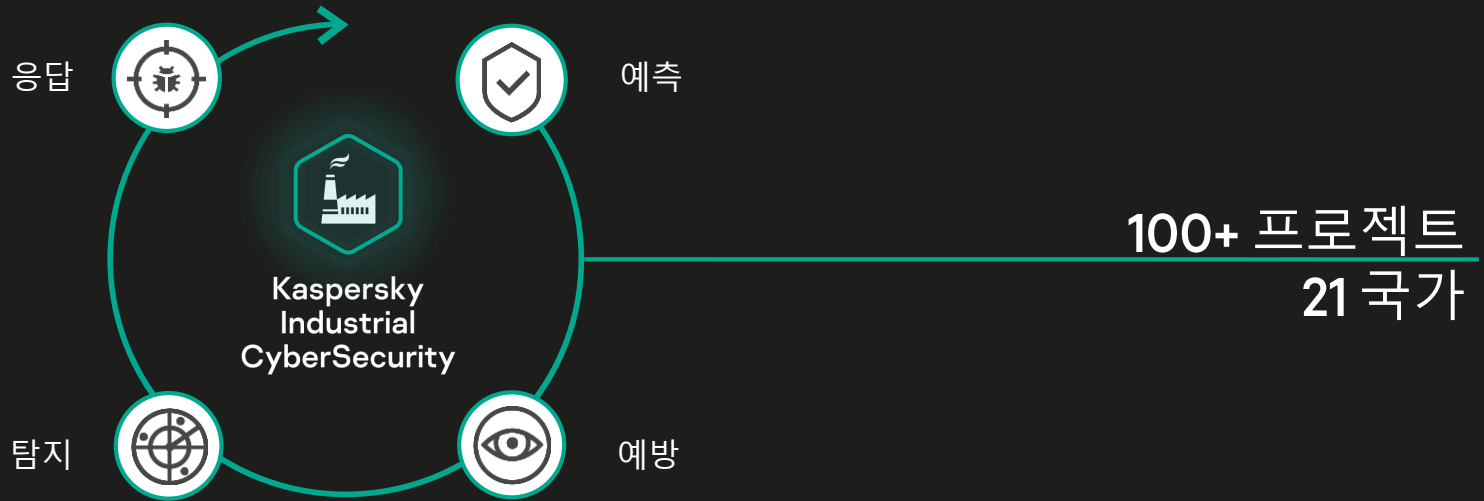 응답
예측
Kaspersky
Industrial
CyberSecurity
100+ 프로젝트
21 국가
탐지
예방